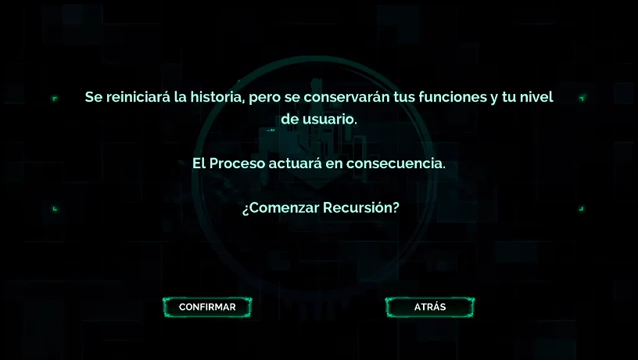 Se reiniciará la historia, pero se conservarán tus funciones y tu nivel
de usuario.
El Proceso actuará en consecuencia.
¿Comenzar Recursión?
CONFIRMAR
ATRÁS